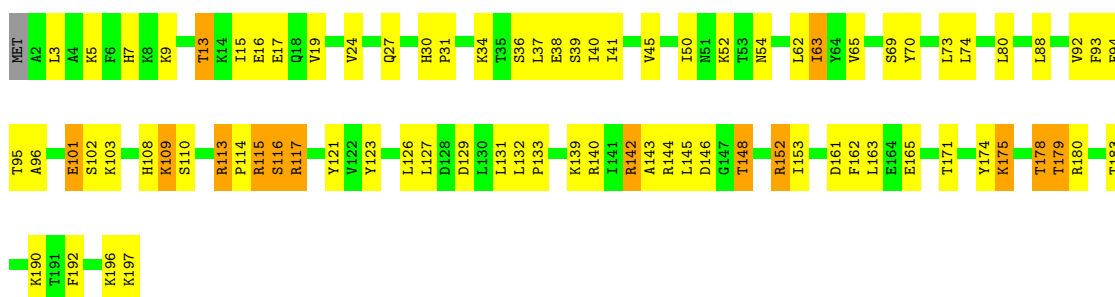 MET A2 L3 A4 K5 F6 H7 K8 K9 T13 K14 I15 E16 E17 Q18 V19 V24 Q27 H30 P31 K34 T35 S36 L37 E38 S39 I40 I41 V45 I50 N51 K52 T53 N54 L62 I63 Y64 V65 S69 Y70 L73 L74 L80 L88 V92 F93
T95 A96 E101 S102 K103 H108 K109 S110 R113 P114 R115 S116 R117 Y121 V122 Y123 L126 L127 D128 D129 L130 L131 L132 P133 K139 R140 I141 R142 A143 R144 L145 D146 G147 T148 R152 I153 D161 F162 L163 E164 E165 T171 Y174 K175 T178 T179 R180 T183
K190 T191 F192 K196 K197